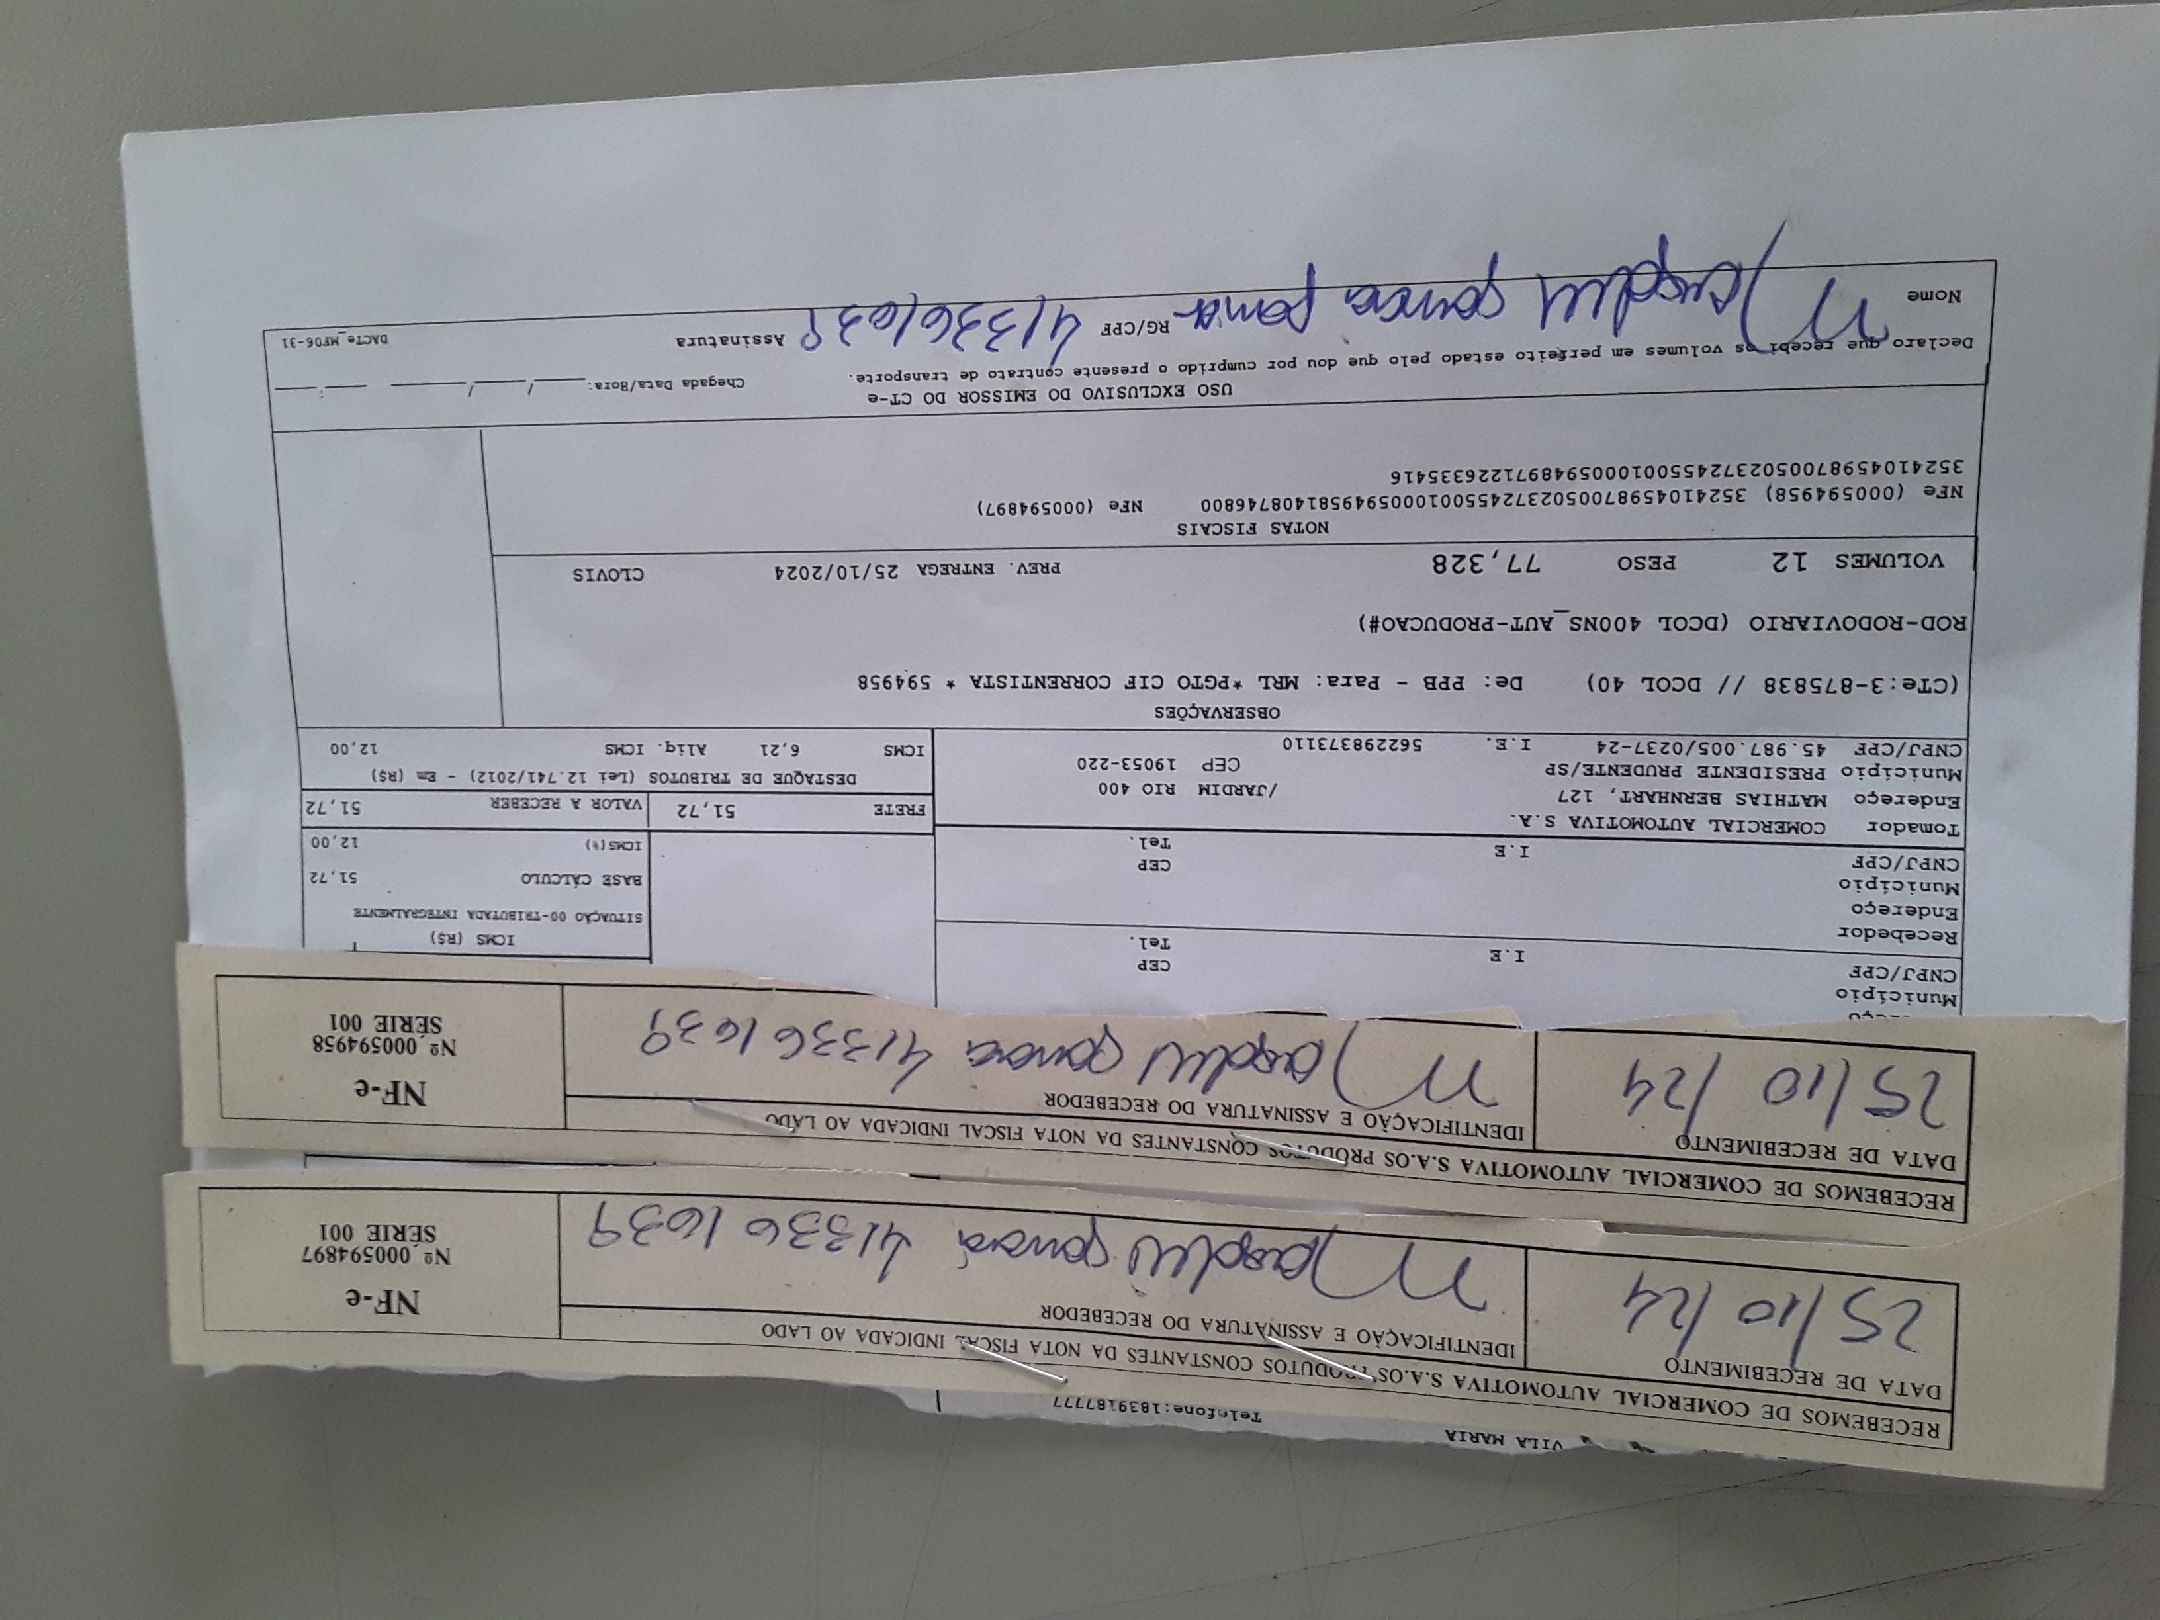 VILA MARIA
Telefone:1839187777
RECEBEMOS DE COMERCIAL AUTOMOTIVA S.A.OS PRODUTOS CONSTANTES DA NOTA FISCAL INDICADA AO LADO
DATA DE RECEBIMENTO
25/10/24
IDENTIFICAÇÃO E ASSINATURA DO RECEBEDOR
413361639
NF-e
Nº 000594897
SÉRIE 001
RECEBEMOS DE COMERCIAL AUTOMOTIVA S.A.OS PRODUTOS CONSTANTES DA NOTA FISCAL INDICADA AO LADO
DATA DE RECEBIMENTO
25/10/24
IDENTIFICAÇÃO E ASSINATURA DO RECEBEDOR
413361639
NF-e
Nº 000594958
SÉRIE 001
Município
CNPJ/CPF I.E CEP
Tel.
Recebedor
Endereço
Município
CNPJ/CPF I.E CEP
Tel.
Tomador COMERCIAL AUTOMOTIVA S.A.
Endereço MATHIAS BERNHART, 127 /JARDIM RIO 400
Município PRESIDENTE PRUDENTE/SP CEP 19053-220
CNPJ/CPF 45.987.005/0237-24 I.E. 562298373110
ICMS (R$)
SITUAÇÃO 00-TRIBUTADA INTEGRALMENTE
BASE CÁLCULO 51,72
ICMS(%) 12,00
FRETE 51,72 VALOR A RECEBER 51,72
DESTAQUE DE TRIBUTOS (Lei 12.741/2012) - Em (R$)
ICMS 6,21 Aliq. ICMS 12,00
OBSERVAÇÕES
(CTe:3-875838 // DCOL 40) De: PPB - Para: MRL *PGTO CIF CORRENTISTA * 594958
ROD-RODOVIARIO (DCOL 400NS_AUT-PRODUCAO#)
VOLUMES 12 PESO 77,328 PREV. ENTREGA 25/10/2024 CLOVIS
NOTAS FISCAIS
NFe (000594958) 35241045987005023724550010005949581408746800 NFe (000594897)
35241045987005023724550010005948971226335416
USO EXCLUSIVO DO EMISSOR DO CT-e
Declaro que recebi os volumes em perfeito estado pelo que dou por cumprido o presente contrato de transporte. Chegada Data/Hora: ____/____/____ ____:____
Nome RG/CPF 413361639 Assinatura DACTe_MF06-31